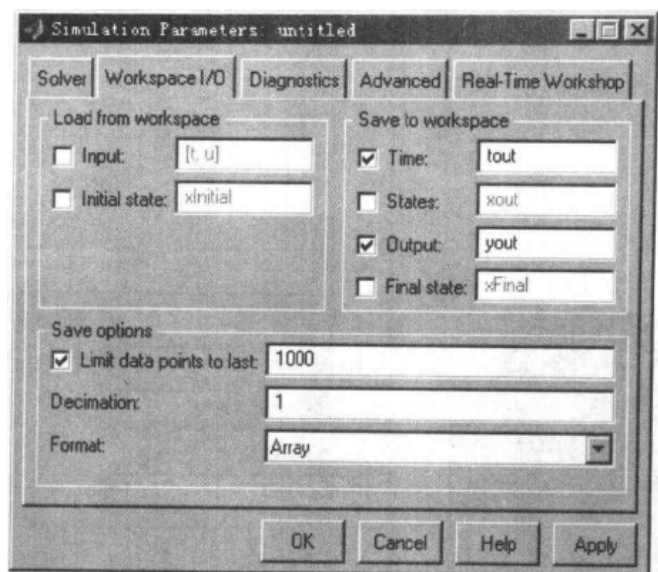 Simulation Parameters: untitled
Solver Workspace I/O Diagnostics Advanced Real-Time Workshop
Load from workspace
Input: [t, u]
Initial state: xInitial
Save to workspace
Time: tout
States: xout
Output: yout
Final state: xFinal
Save options
Limit data points to last: 1000
Decimation: 1
Format: Array
OK Cancel Help Apply